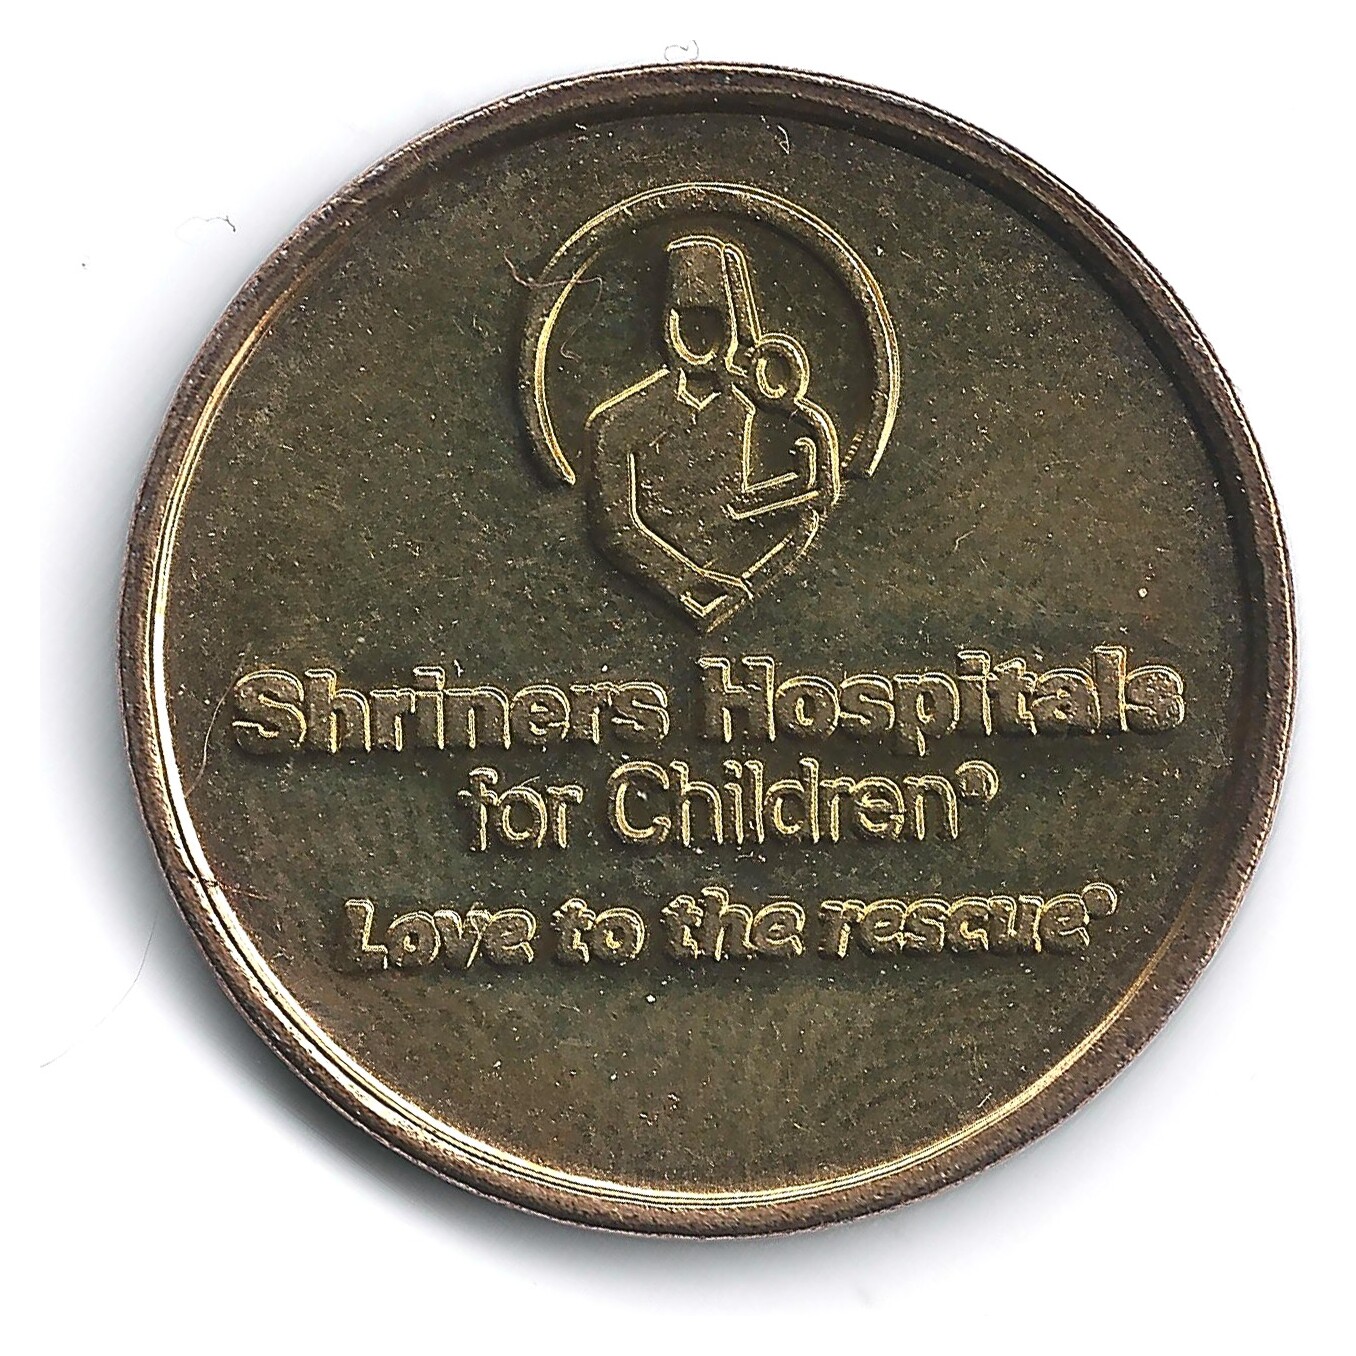 Shriners Hospitals
for Children®
Love to the rescue®